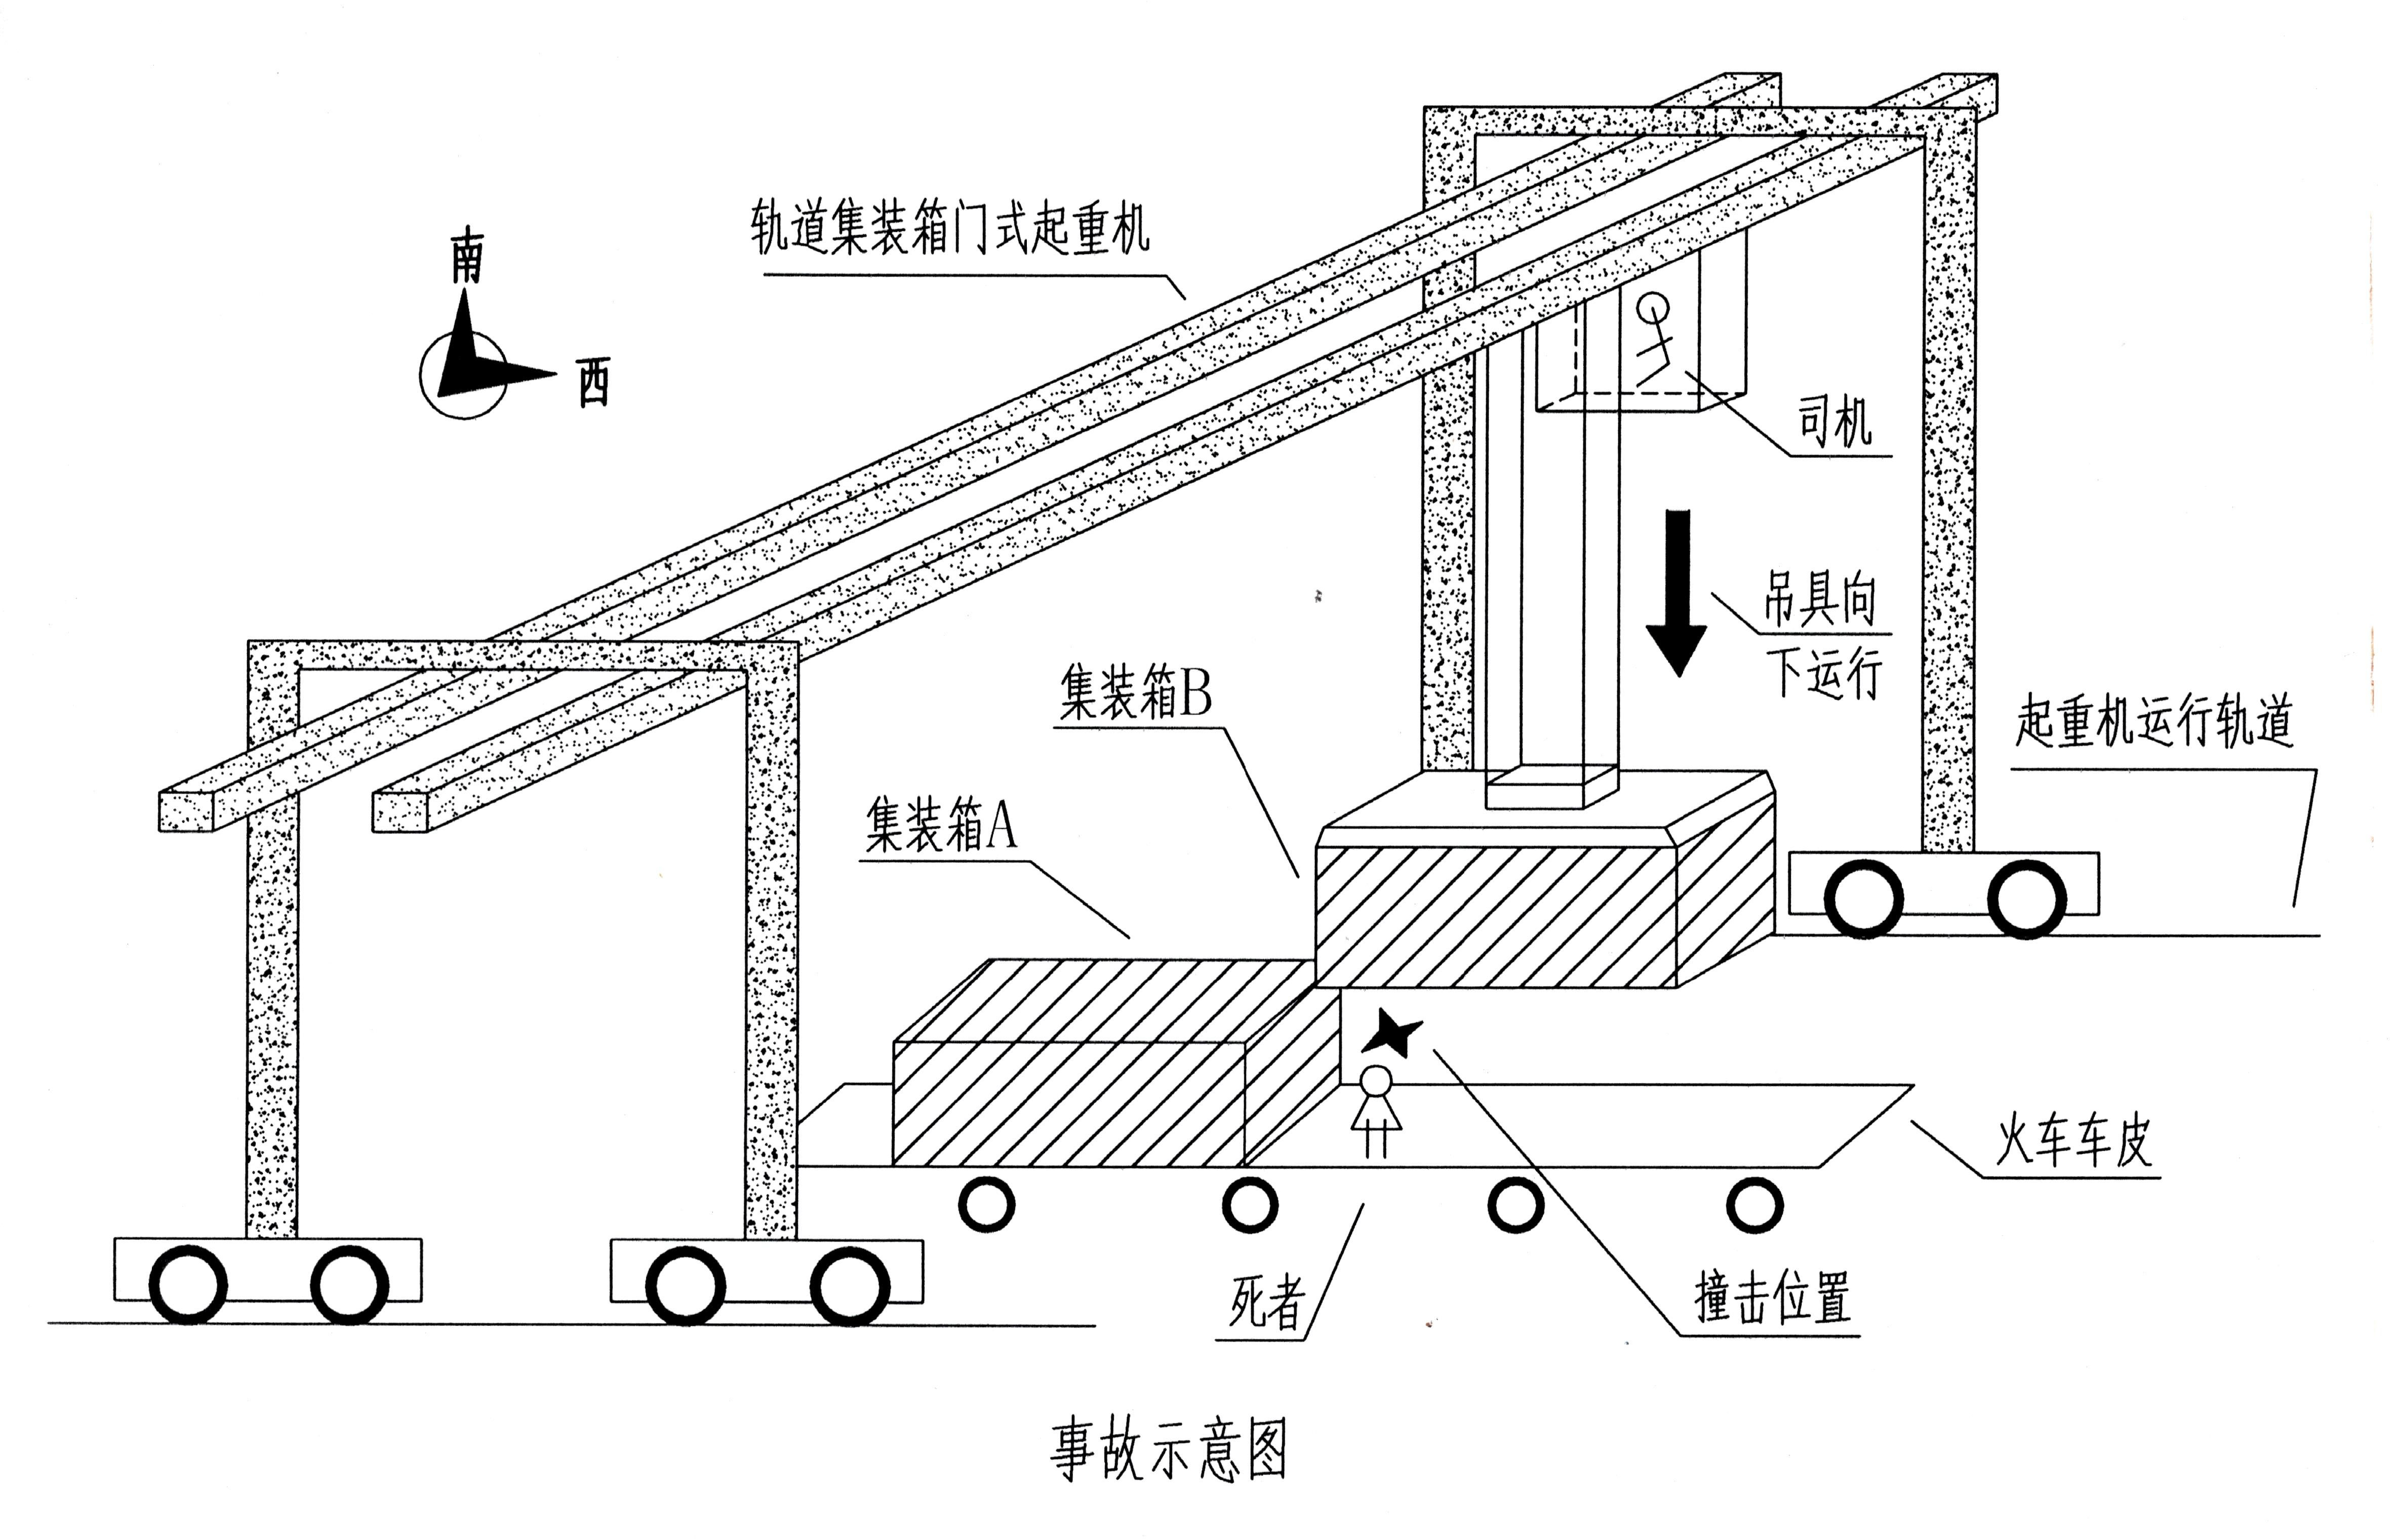 轨道集装箱门式起重机
南
西
司机
吊具向
下运行
集装箱B
起重机运行轨道
集装箱A
火车车皮
死者
撞击位置
事故示意图